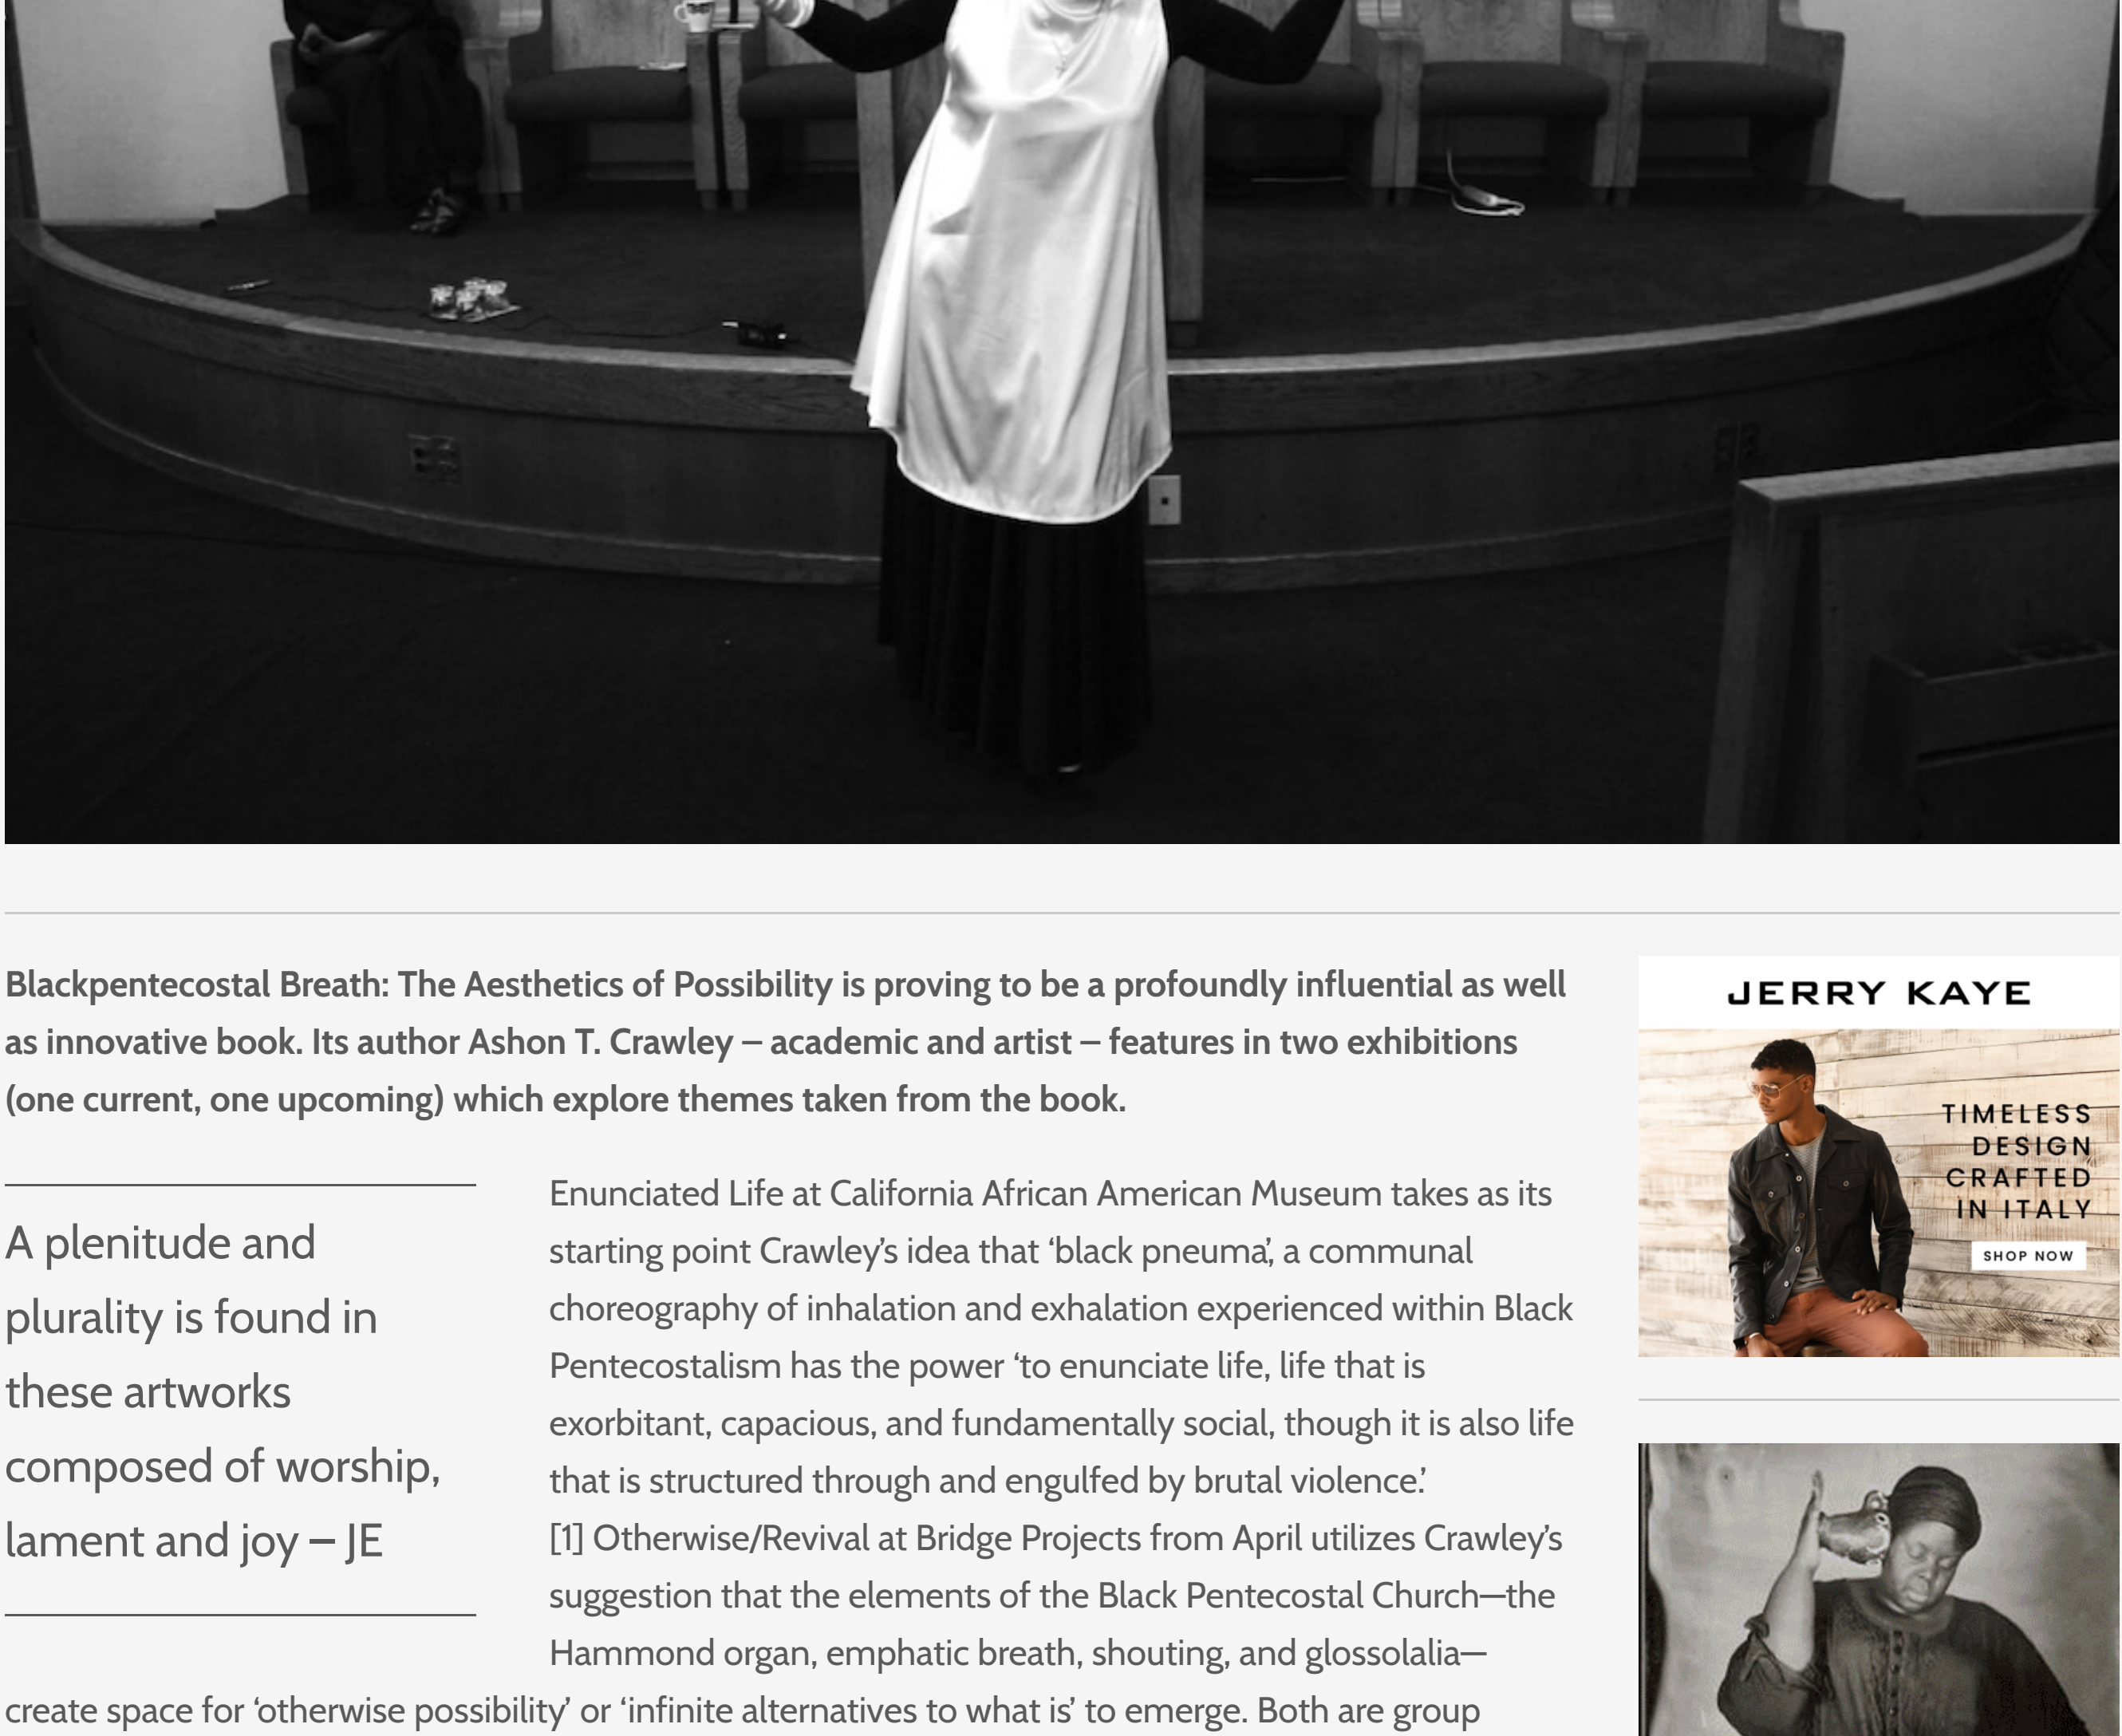 Blackpentecostal Breath: The Aesthetics of Possibility is proving to be a profoundly influential as well
as innovative book. Its author Ashon T. Crawley – academic and artist – features in two exhibitions
(one current, one upcoming) which explore themes taken from the book.
A plenitude and
plurality is found in
these artworks
composed of worship,
lament and joy – JE
Enunciated Life at California African American Museum takes as its
starting point Crawley’s idea that ‘black pneuma’, a communal
choreography of inhalation and exhalation experienced within Black
Pentecostalism has the power ‘to enunciate life, life that is
exorbitant, capacious, and fundamentally social, though it is also life
that is structured through and engulfed by brutal violence.’
[1] Otherwise/Revival at Bridge Projects from April utilizes Crawley’s
suggestion that the elements of the Black Pentecostal Church—the
Hammond organ, emphatic breath, shouting, and glossolalia—
create space for ‘otherwise possibility’ or ‘infinite alternatives to what is’ to emerge. Both are group
JERRY KAYE
TIMELESS
DESIGN
CRAFTED
IN ITALY
SHOP NOW